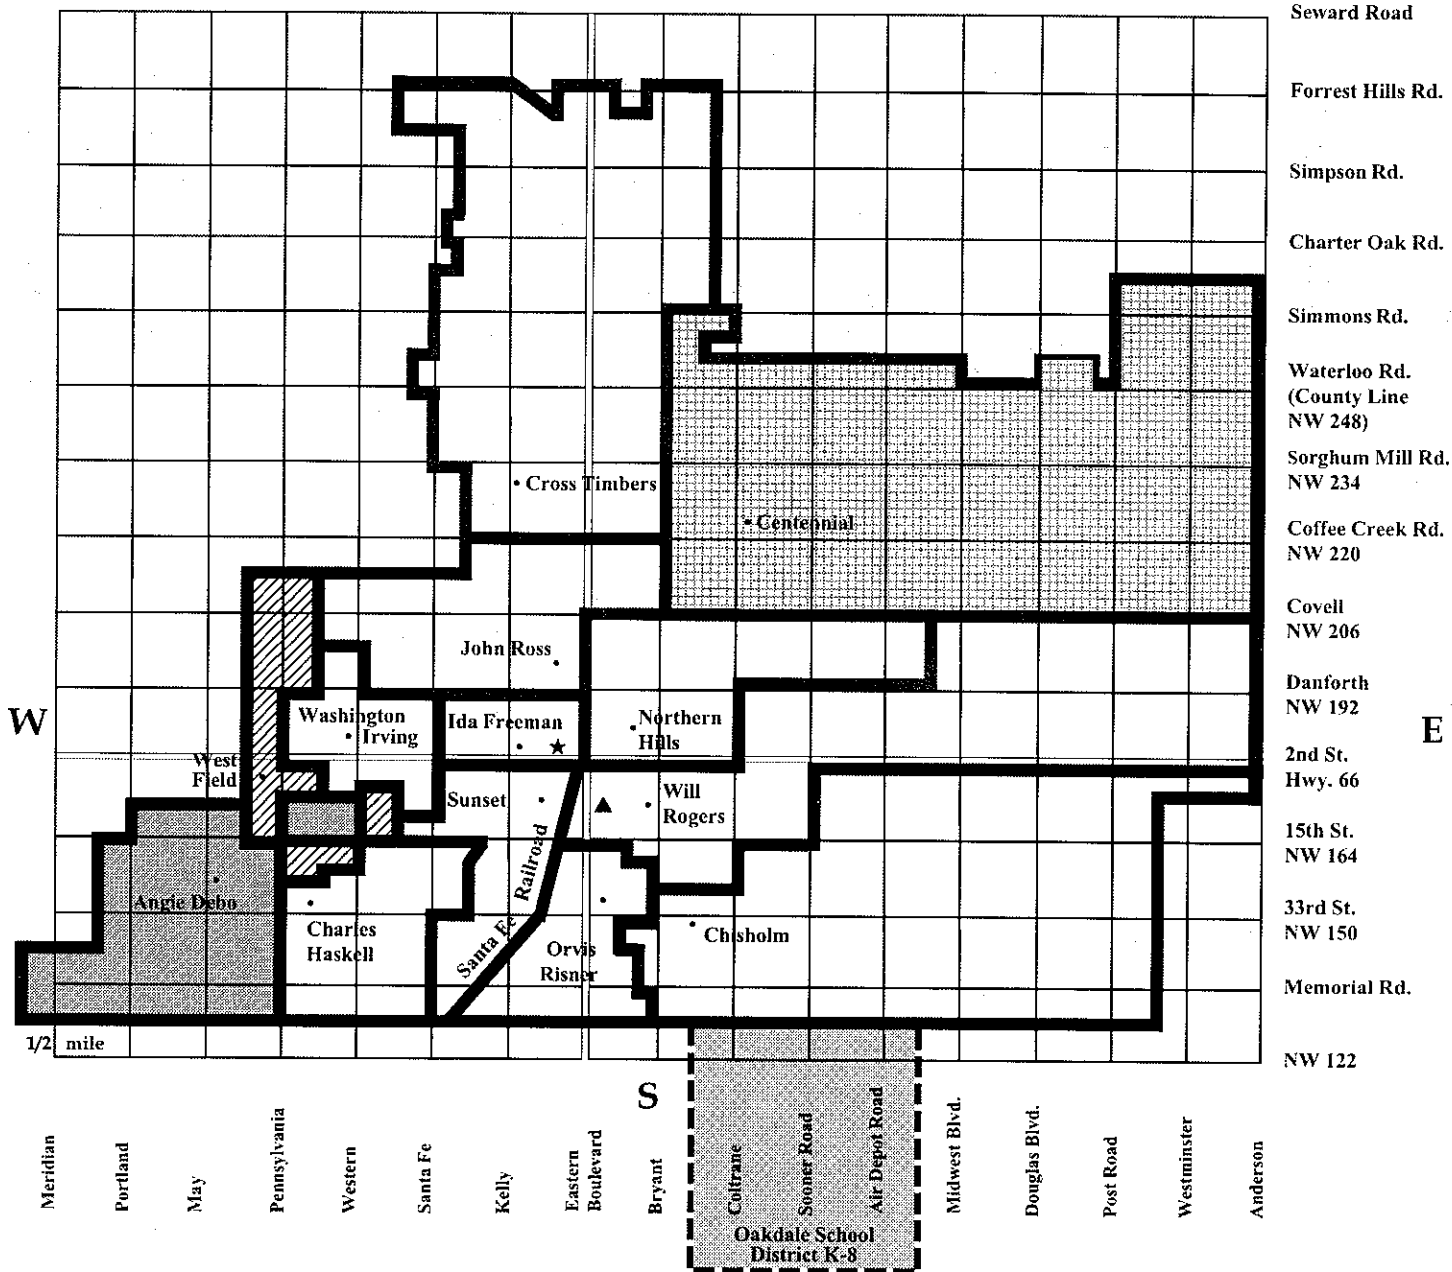 Seward Road
Forrest Hills Rd.
Simpson Rd.
Charter Oak Rd.
Simmons Rd.
Waterloo Rd.
(County Line
NW 248)
Sorghum Mill Rd.
NW 234
Cross Timbers
Centennial
Coffee Creek Rd.
NW 220
Covell
NW 206
John Ross
Danforth
NW 192
W
E
Washington
Irving
Ida Freeman
Northern
Hills
West
Field
2nd St.
Hwy. 66
Sunset
Will
Rogers
15th St.
NW 164
Santa Fe Railroad
Angie Debo
Charles
Haskell
Orvis
Risner
Chisholm
33rd St.
NW 150
Memorial Rd.
1/2 mile
NW 122
S
Meridian
Portland
May
Pennsylvania
Western
Santa Fe
Kelly
Eastern
Boulevard
Bryant
Coltrane
Sooner Road
Air Depot Road
Midwest Blvd.
Douglas Blvd.
Post Road
Westminster
Anderson
Oakdale School
District K-8